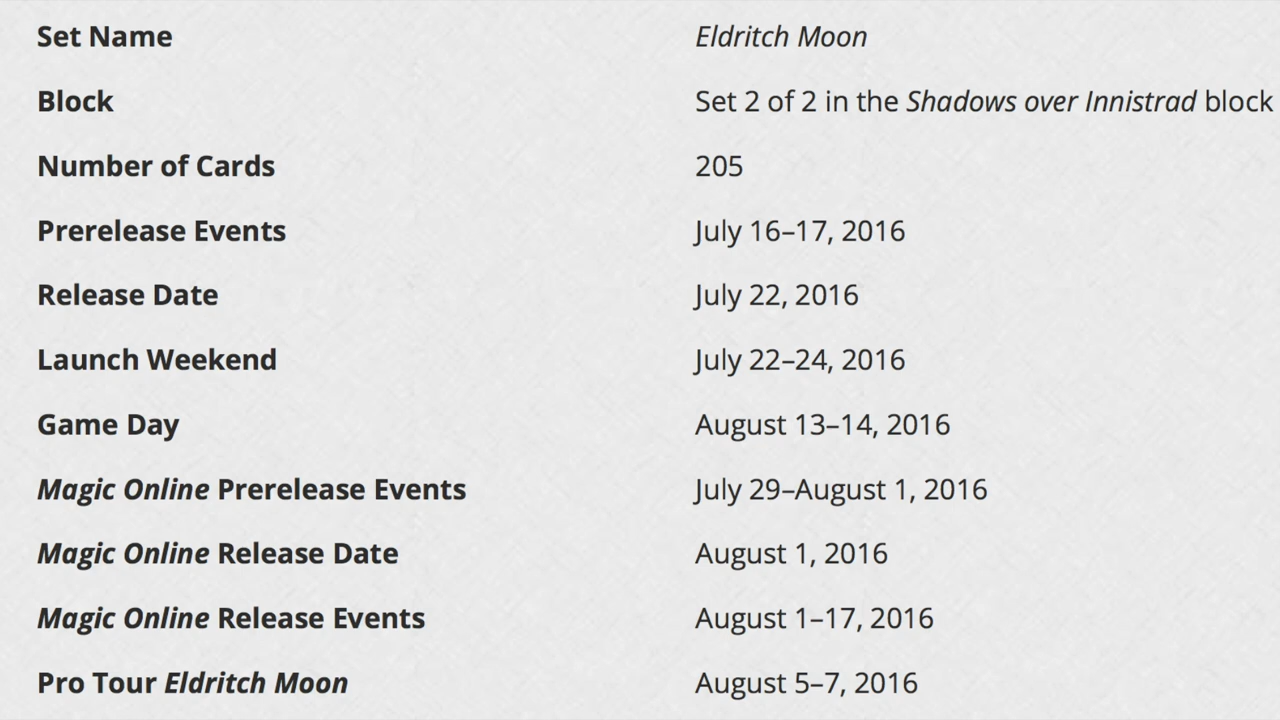 Set Name Eldritch Moon
Block Set 2 of 2 in the Shadows over Innistrad block
Number of Cards 205
Prerelease Events July 16–17, 2016
Release Date July 22, 2016
Launch Weekend July 22–24, 2016
Game Day August 13–14, 2016
Magic Online Prerelease Events July 29–August 1, 2016
Magic Online Release Date August 1, 2016
Magic Online Release Events August 1–17, 2016
Pro Tour Eldritch Moon August 5–7, 2016